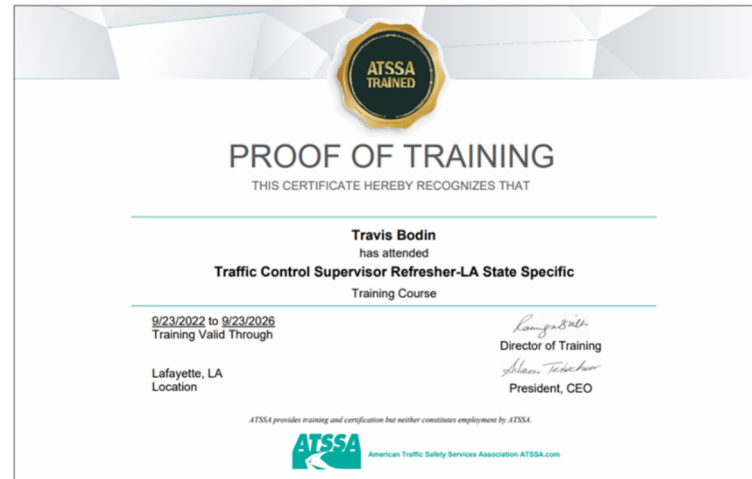 ATSSA
TRAINED
PROOF OF TRAINING
THIS CERTIFICATE HEREBY RECOGNIZES THAT
Travis Bodin
has attended
Traffic Control Supervisor Refresher-LA State Specific
Training Course
9/23/2022 to 9/23/2026
Training Valid Through
Director of Training
Lafayette, LA
Location
President, CEO
ATSSA provides training and certification but neither constitutes employment by ATSSA.
ATSSA
American Traffic Safety Services Association ATSSA.com